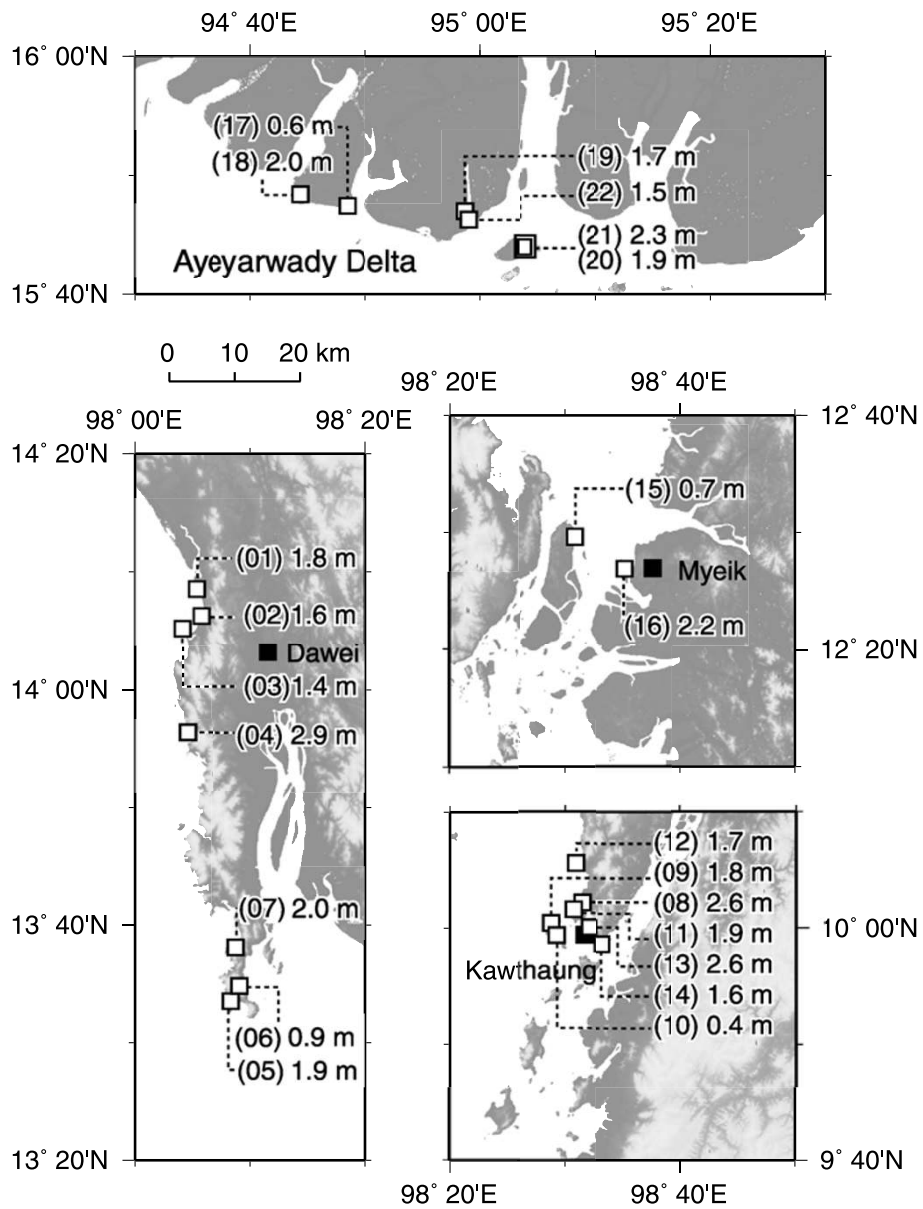 94° 40'E
95° 00'E
95° 20'E
16° 00'N
(17) 0.6 m
(18) 2.0 m
(19) 1.7 m
(22) 1.5 m
(21) 2.3 m
(20) 1.9 m
Ayeyarwady Delta
15° 40'N
0 10 20 km
98° 00'E
98° 20'E
14° 20'N
(01) 1.8 m
(02) 1.6 m
Dawei
14° 00'N
(03) 1.4 m
(04) 2.9 m
13° 40'N
(07) 2.0 m
(06) 0.9 m
(05) 1.9 m
13° 20'N
98° 20'E
98° 40'E
12° 40'N
(15) 0.7 m
Myeik
(16) 2.2 m
12° 20'N
(12) 1.7 m
(09) 1.8 m
(08) 2.6 m
10° 00'N
(11) 1.9 m
Kawthaung
(13) 2.6 m
(14) 1.6 m
(10) 0.4 m
9° 40'N
98° 20'E
98° 40'E